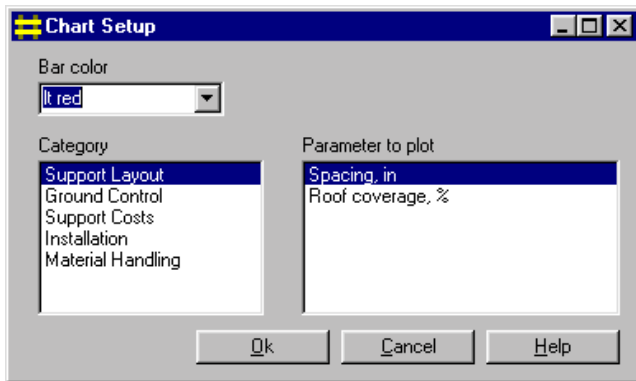 Chart Setup
Bar color
lt red
Category
Support Layout
Ground Control
Support Costs
Installation
Material Handling
Parameter to plot
Spacing, in
Roof coverage, %
Ok
Cancel
Help